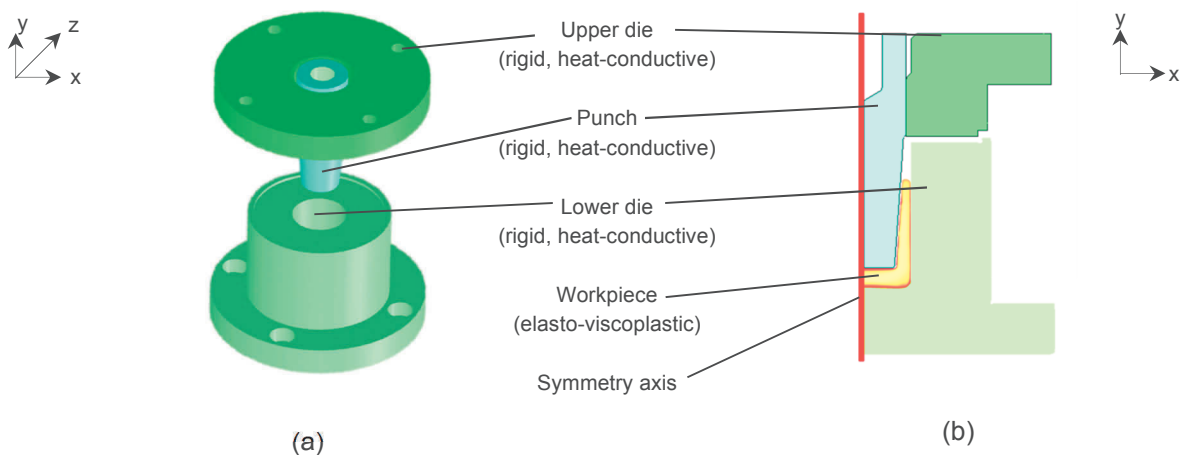 y
z
x
Upper die
(rigid, heat-conductive)
Punch
(rigid, heat-conductive)
Lower die
(rigid, heat-conductive)
Workpiece
(elasto-viscoplastic)
Symmetry axis
y
x
(a)
(b)